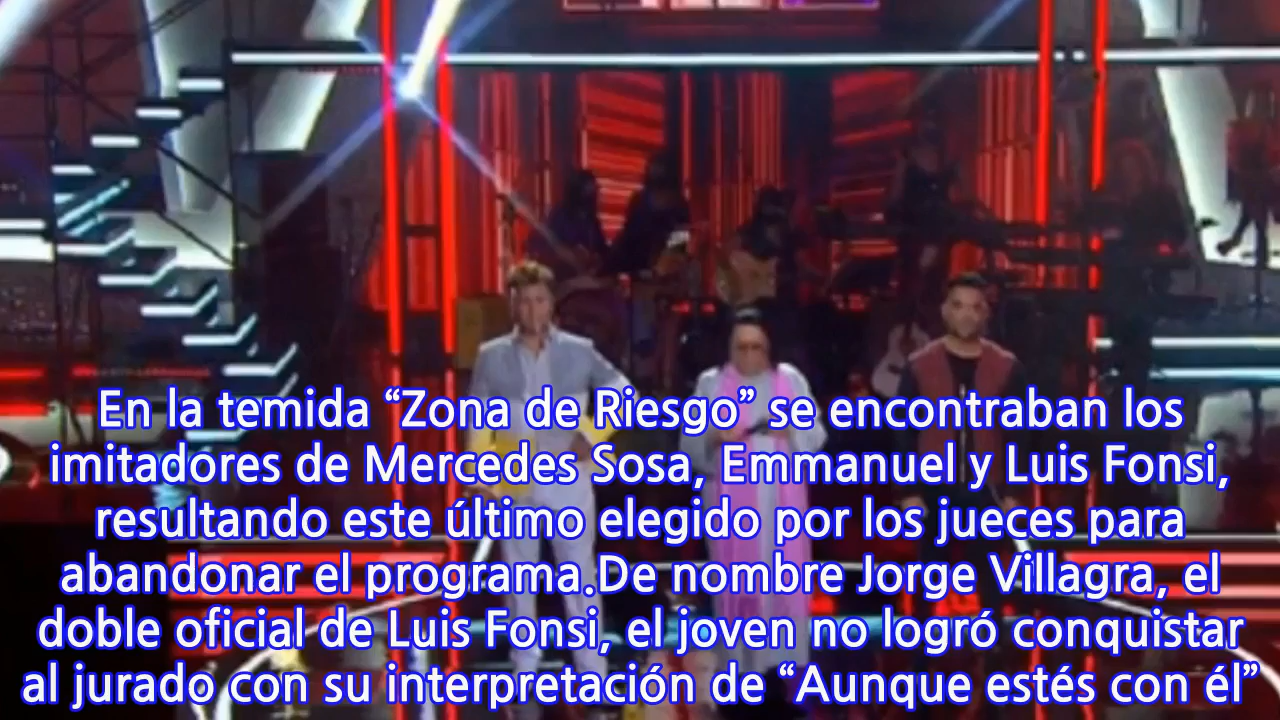 En la temida “Zona de Riesgo” se encontraban los
imitadores de Mercedes Sosa, Emmanuel y Luis Fonsi,
resultando este último elegido por los jueces para
abandonar el programa.De nombre Jorge Villagra, el
doble oficial de Luis Fonsi, el joven no logró conquistar
al jurado con su interpretación de “Aunque estés con él”